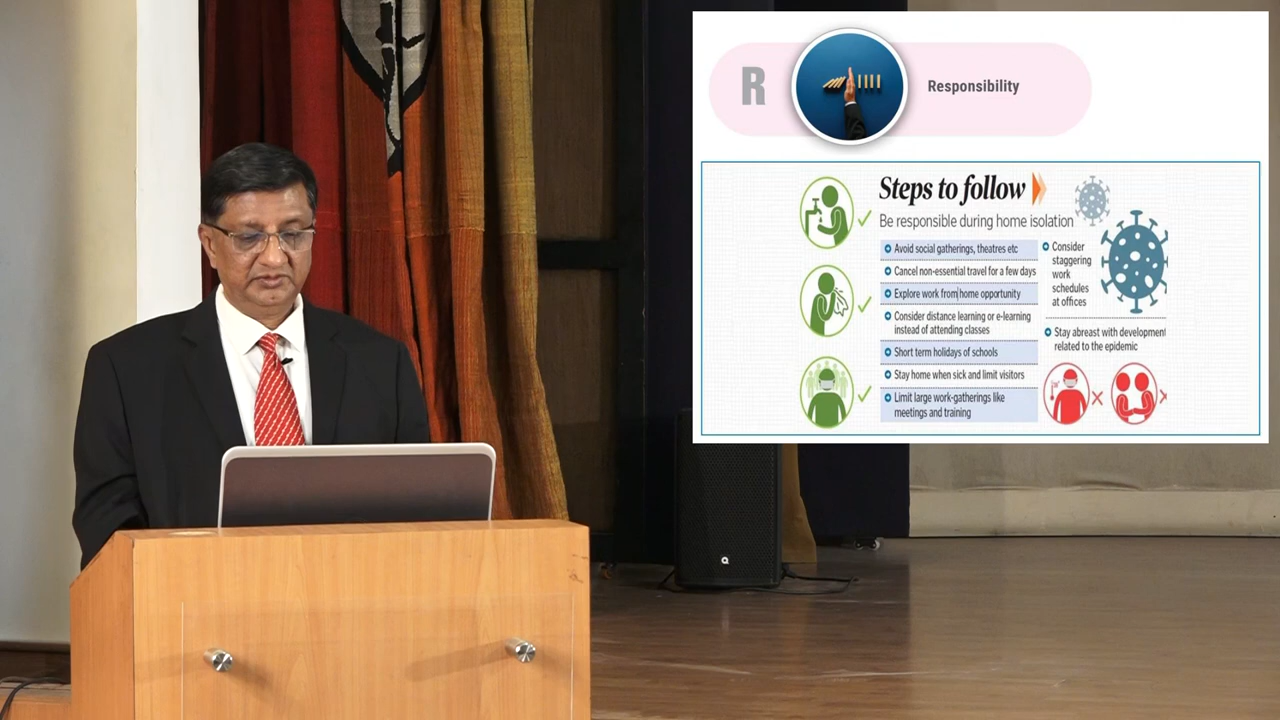 R
Responsibility
Steps to follow
Be responsible during home isolation
Avoid social gatherings, theatres etc
Cancel non-essential travel for a few days
Explore work from home opportunity
Consider distance learning or e-learning
instead of attending classes
Short term holidays of schools
Stay home when sick and limit visitors
Limit large work-gatherings like
meetings and training
Consider
staggering
work
schedules
at offices
Stay abreast with development
related to the epidemic